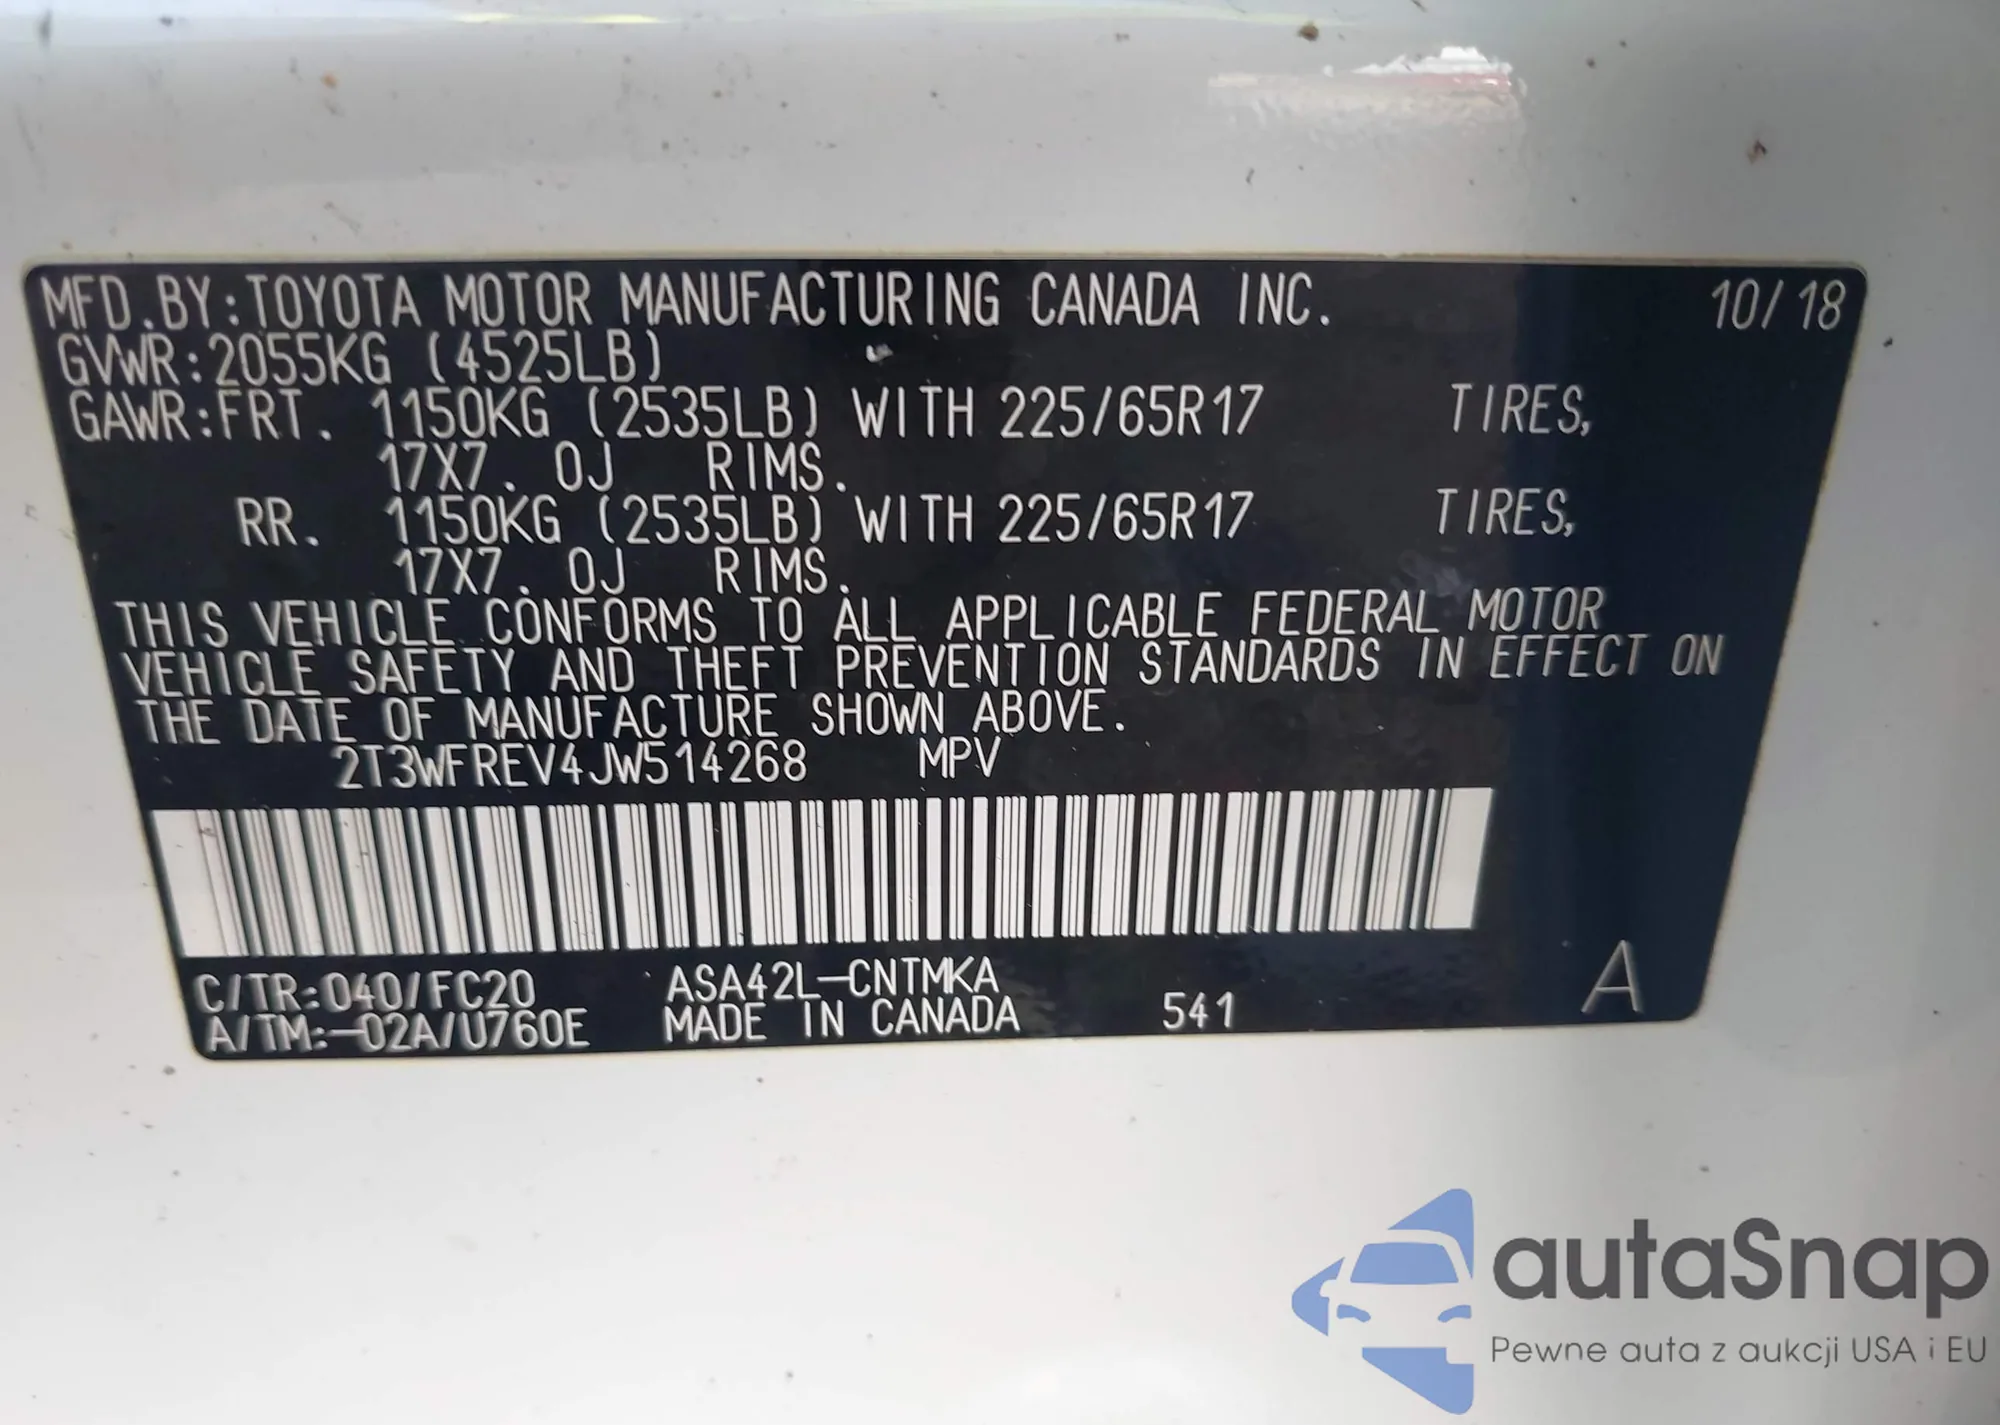 MFD.BY:TOYOTA MOTOR MANUFACTURING CANADA INC. 10/18
GVWR:2055KG (4525LB)
GAWR:FRT. 1150KG (2535LB) WITH 225/65R17 TIRES,
17X7.0J RIMS.
RR. 1150KG (2535LB) WITH 225/65R17 TIRES,
17X7.0J RIMS.
THIS VEHICLE CONFORMS TO ALL APPLICABLE FEDERAL MOTOR
VEHICLE SAFETY AND THEFT PREVENTION STANDARDS IN EFFECT ON
THE DATE OF MANUFACTURE SHOWN ABOVE.
2T3WFREV4JW514268 MPV
C/TR:040/FC20 ASA42L-CNTMKA
A/TM:-02A/U760E MADE IN CANADA 541 A
autaSnap
Pewne auta z aukcji USA i EU